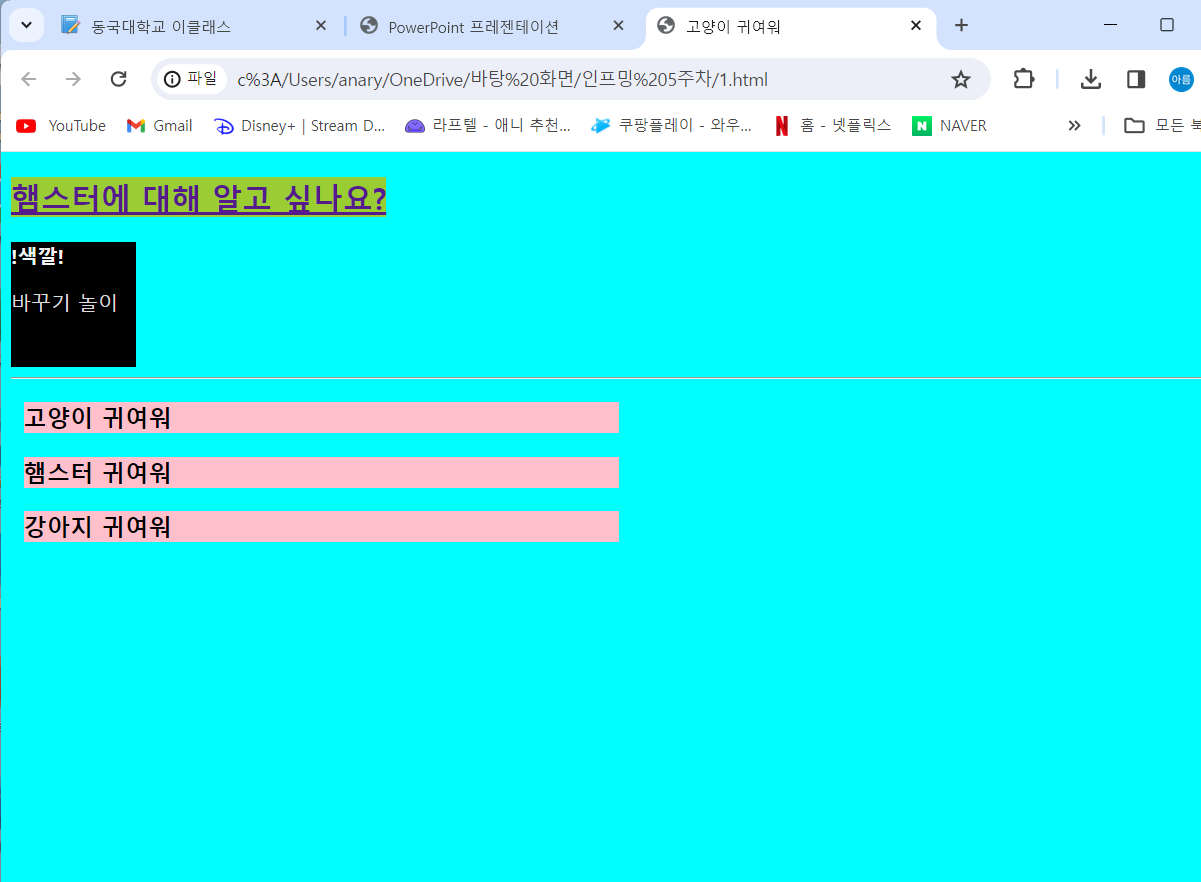 동국대학교 이클래스
PowerPoint 프레젠테이션
고양이 귀여워
파일
c%3A/Users/anary/OneDrive/바탕%20화면/인프밍%205주차/1.html
아름
YouTube
Gmail
Disney+ | Stream D...
라프텔 - 애니 추천...
쿠팡플레이 - 와우...
홈 - 넷플릭스
NAVER
모든 북
햄스터에 대해 알고 싶나요?
!색깔!
바꾸기 놀이
고양이 귀여워
햄스터 귀여워
강아지 귀여워